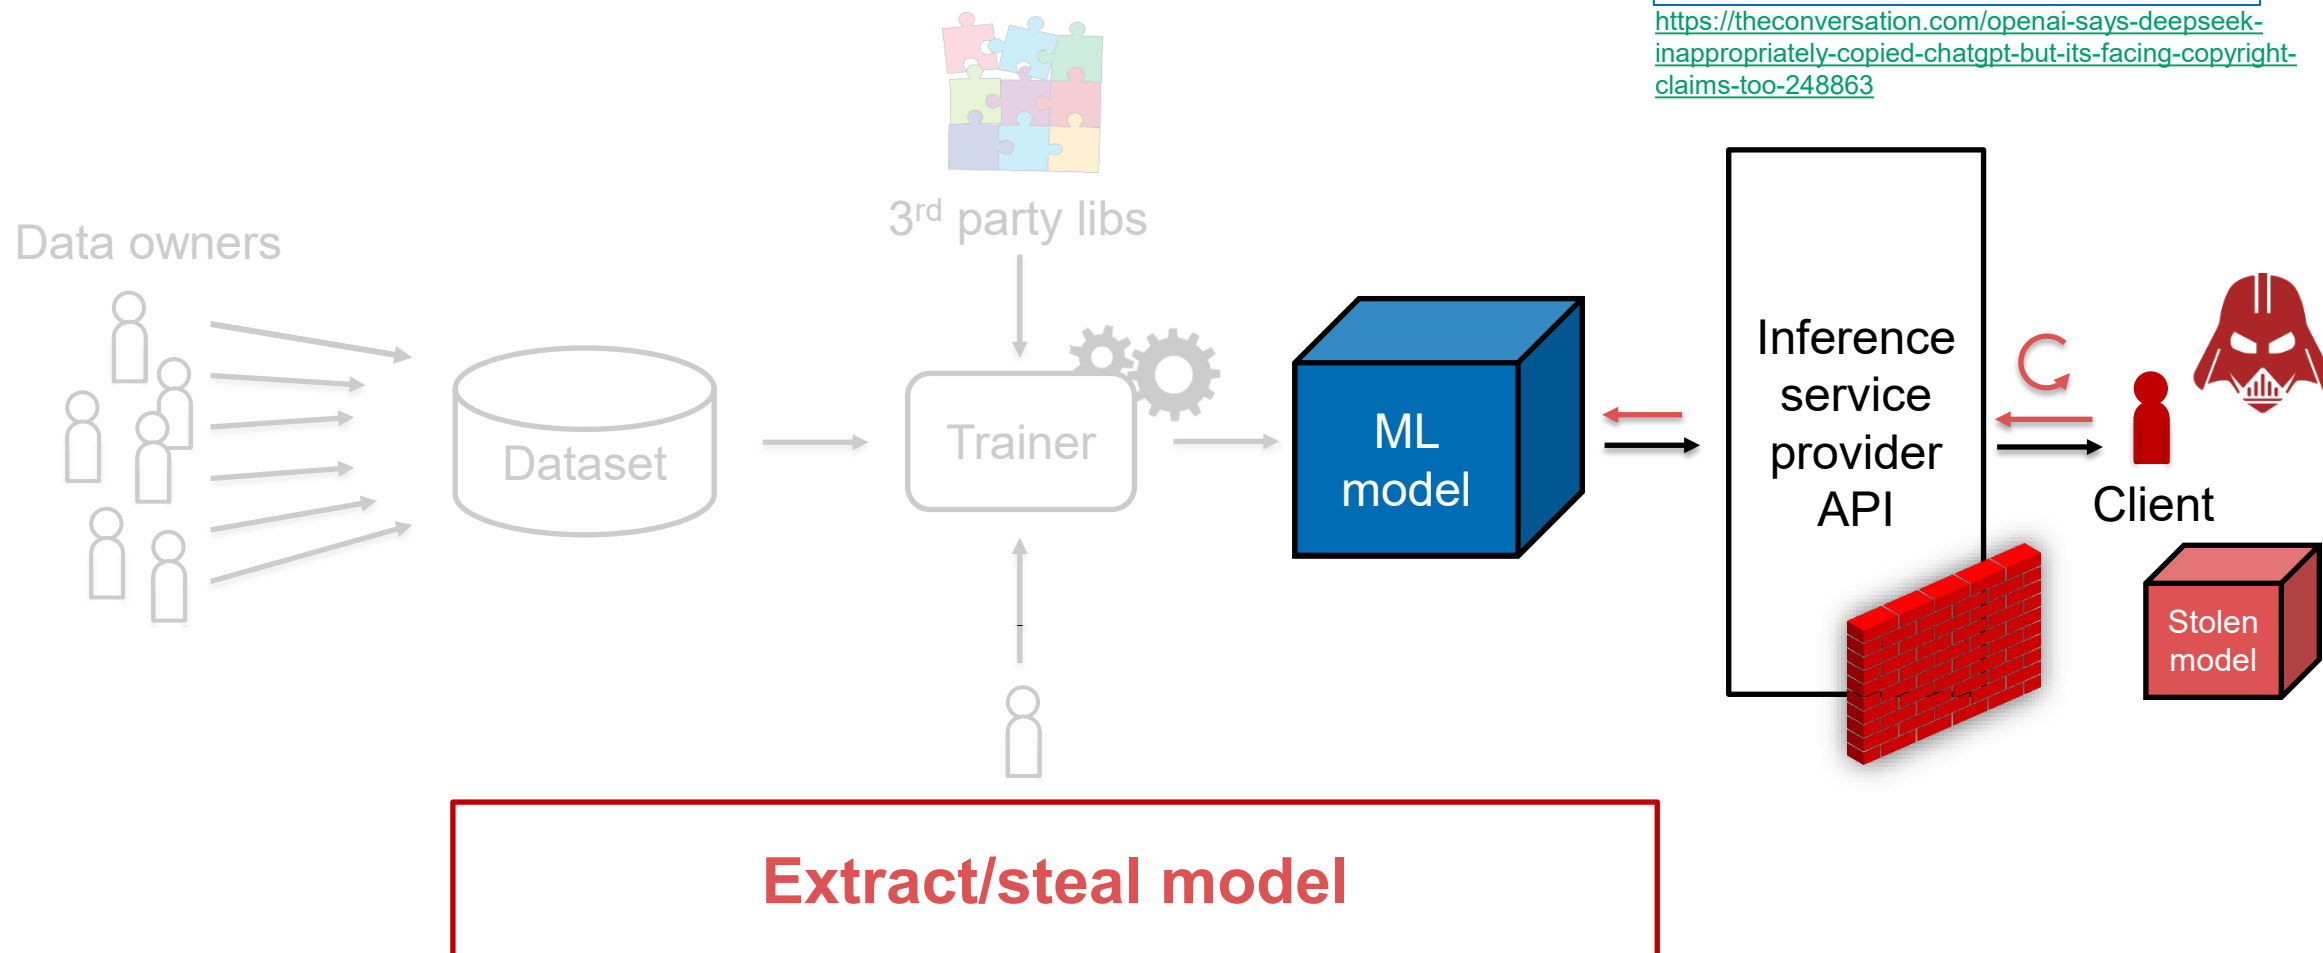 https://theconversation.com/openai-says-deepseek-
inappropriately-copied-chatgpt-but-its-facing-copyright-
claims-too-248863
3rd party libs
Data owners
Dataset
Trainer
ML
model
Inference
service
provider
API
Client
Stolen
model
Extract/steal model